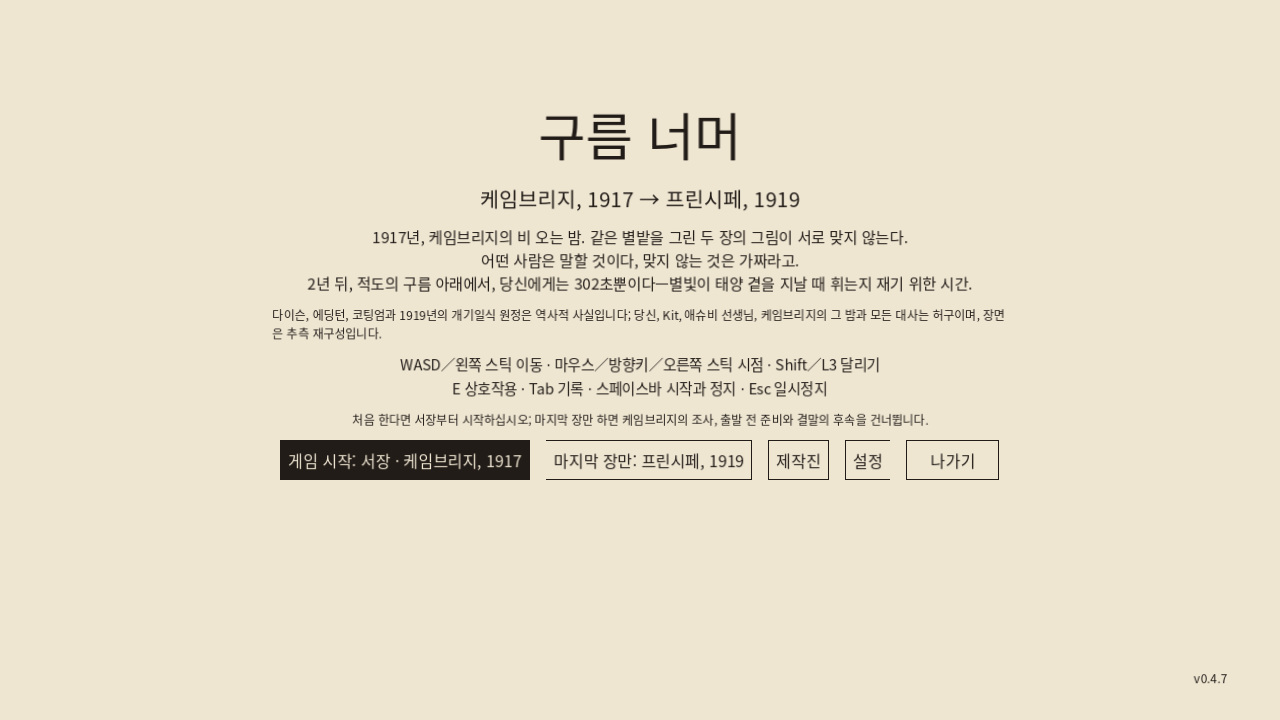 구름 너머
케임브리지, 1917 → 프린시페, 1919
1917년, 케임브리지의 비 오는 밤. 같은 별밭을 그린 두 장의 그림이 서로 맞지 않는다.
어떤 사람은 말할 것이다, 맞지 않는 것은 가짜라고.
2년 뒤, 적도의 구름 아래에서, 당신에게는 302초뿐이다—별빛이 태양 곁을 지날 때 휘는지 재기 위한 시간.
다이슨, 에딩턴, 코팅엄과 1919년의 개기일식 원정은 역사적 사실입니다; 당신, Kit, 애슈비 선생님, 케임브리지의 그 밤과 모든 대사는 허구이며, 장면
은 추측 재구성입니다.
WASD／왼쪽 스틱 이동 · 마우스／방향키／오른쪽 스틱 시점 · Shift／L3 달리기
E 상호작용 · Tab 기록 · 스페이스바 시작과 정지 · Esc 일시정지
처음 한다면 서장부터 시작하십시오; 마지막 장만 하면 케임브리지의 조사, 출발 전 준비와 결말의 후속을 건너뜁니다.
게임 시작: 서장 · 케임브리지, 1917
마지막 장만: 프린시페, 1919
제작진
설정
나가기
v0.4.7